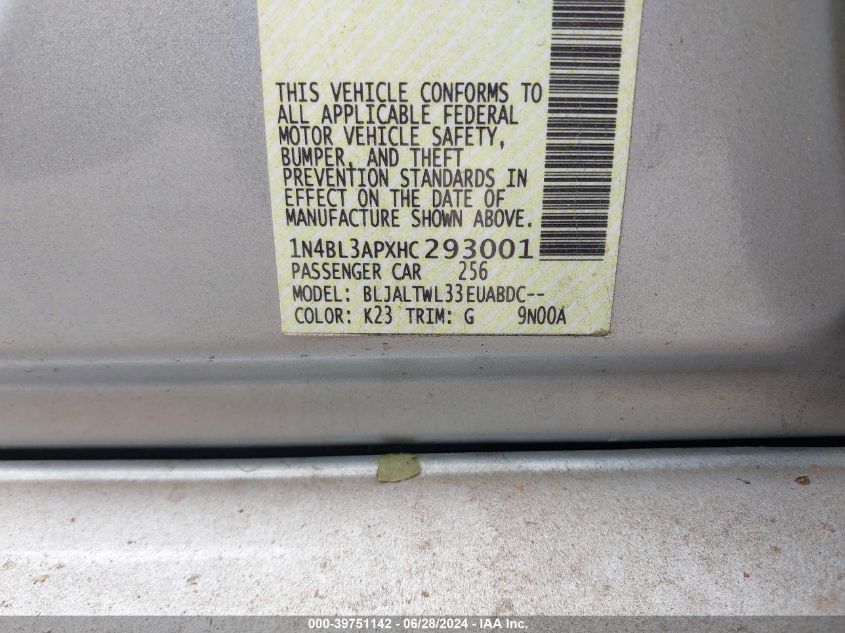 THIS VEHICLE CONFORMS TO
ALL APPLICABLE FEDERAL
MOTOR VEHICLE SAFETY,
BUMPER, AND THEFT
PREVENTION STANDARDS IN
EFFECT ON THE DATE OF
MANUFACTURE SHOWN ABOVE.
1N4BL3APXHC293001
PASSENGER CAR 256
MODEL: BLJALTWL33EUABDC--
COLOR: K23 TRIM: G 9N00A
000-39751142 - 06/28/2024 - IAA Inc.